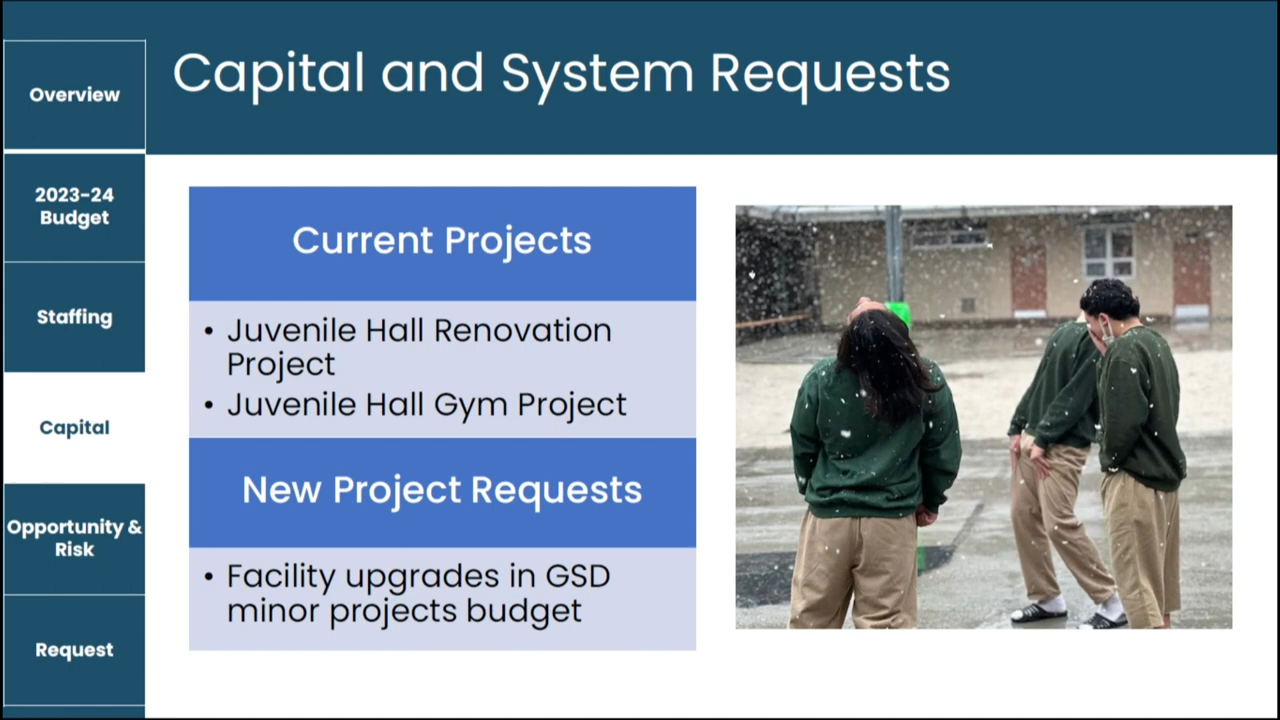 Capital and System Requests
Overview
2023-24
Budget
Staffing
Capital
Opportunity &
Risk
Request
Current Projects
• Juvenile Hall Renovation
Project
• Juvenile Hall Gym Project
New Project Requests
• Facility upgrades in GSD
minor projects budget